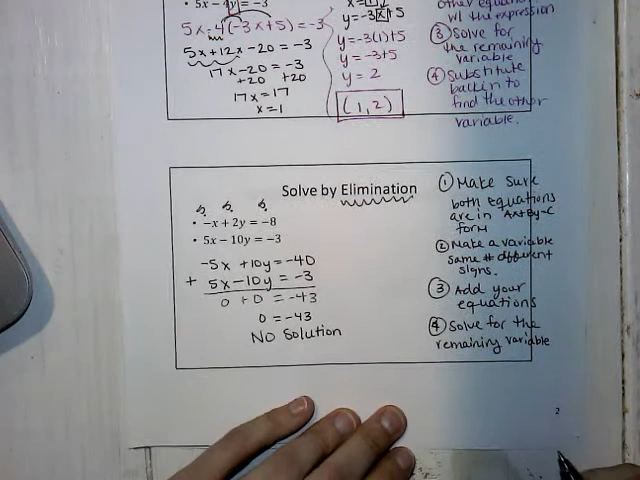 • 5x − 4y = −3
5x − 4(−3x+5) = −3
5x+12x −20 = −3
17x −20 = −3
+20 +20
17x = 17
x = 1
y = −3x+5
y = −3(1)+5
y = −3+5
y = 2
(1,2)
other equation
w/ the expression
③ Solve for
the remaining
variable
④ Substitute
back in to
find the other
variable.
Solve by Elimination
• −x + 2y = −8
• 5x − 10y = −3
-5x +10y = -40
+ 5x -10y = -3
0 + 0 = -43
0 = -43
No Solution
① Make sure
both equations
are in Ax+By=C
form
② Make a variable
same # different
signs.
③ Add your
equations
④ Solve for the
remaining variable
2